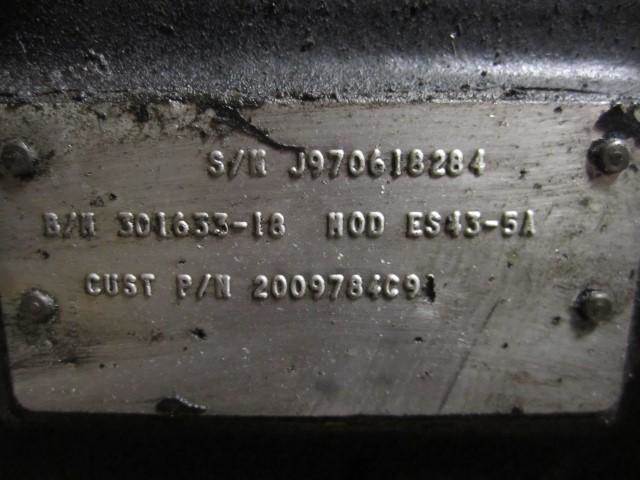 S/N J970618284
B/M 301633-18 MOD ES43-5A
CUST P/N 2009784C91